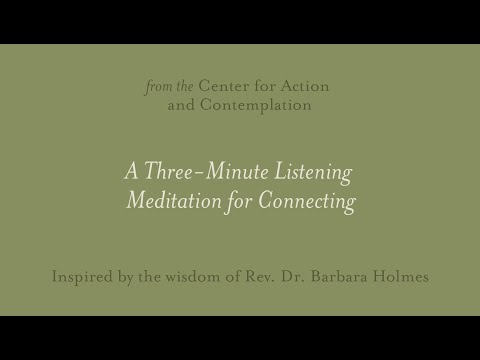 from the Center for Action
and Contemplation
A Three-Minute Listening
Meditation for Connecting
Inspired by the wisdom of Rev. Dr. Barbara Holmes